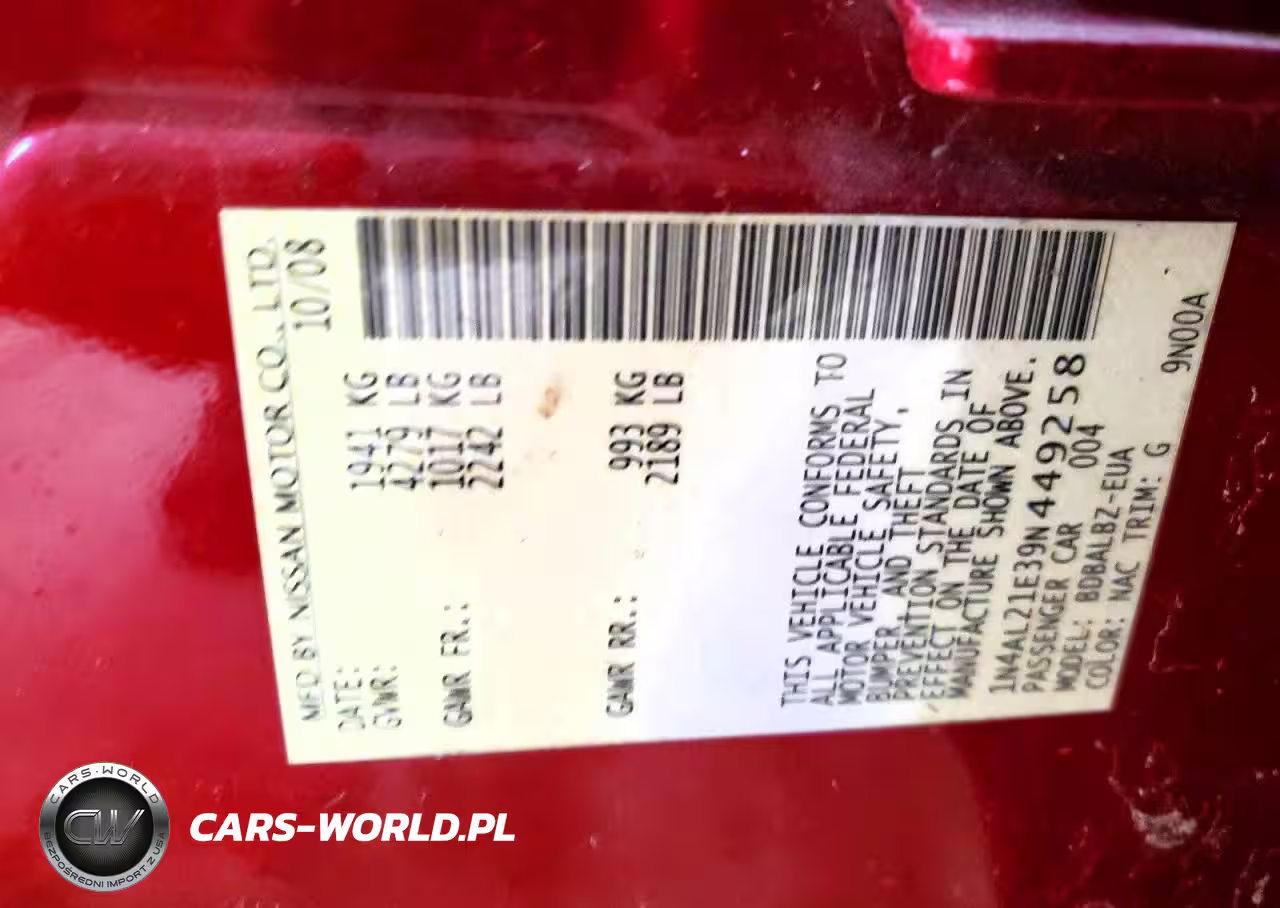 MFD BY NISSAN MOTOR CO., LTD.
DATE: 10/08
GVWR: 1941 KG
4279 LB
GAWR FR.: 1017 KG
2242 LB
GAWR RR.: 993 KG
2189 LB
THIS VEHICLE CONFORMS TO
ALL APPLICABLE FEDERAL
MOTOR VEHICLE SAFETY,
BUMPER, AND THEFT
PREVENTION STANDARDS IN
EFFECT ON THE DATE OF
MANUFACTURE SHOWN ABOVE.
1N4AL21E39N449258
PASSENGER CAR 004
MODEL: BDBALBZ-EUA
COLOR: NAC TRIM: G
9N00A
CARS-WORLD
CW
BEZPOŚREDNI IMPORT Z USA
CARS-WORLD.PL